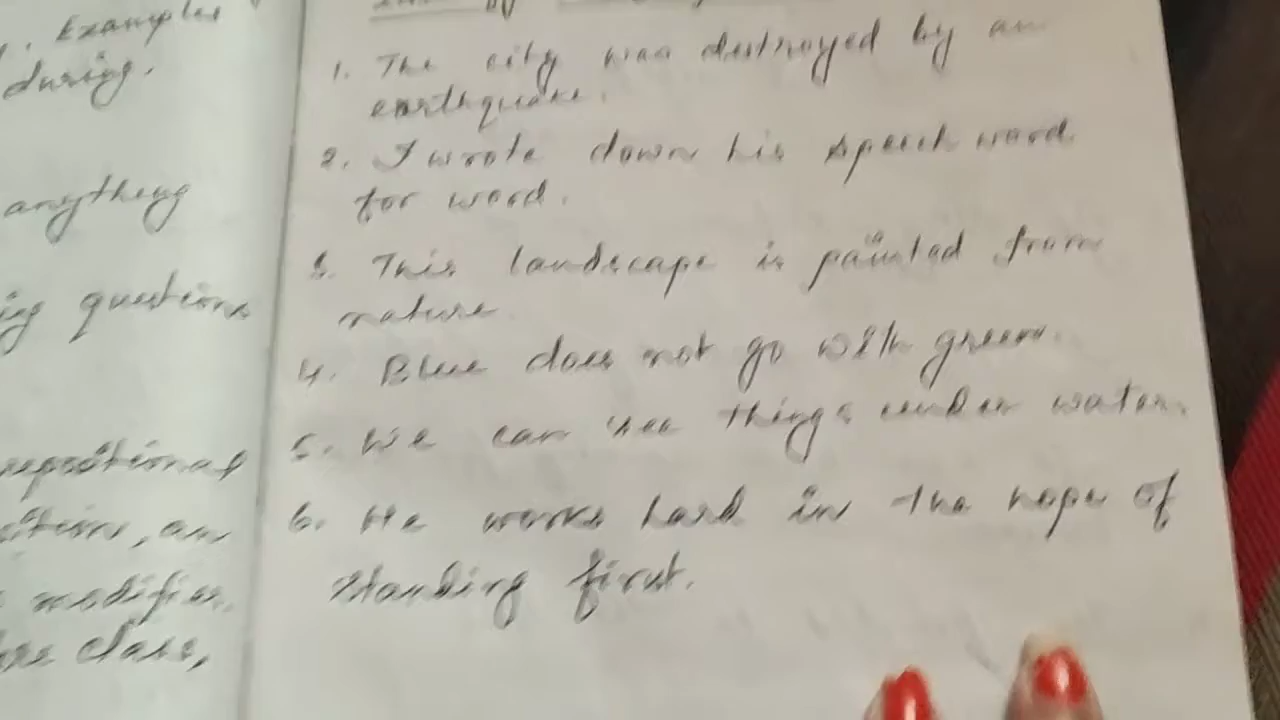 Examples
during.
anything
questions
modifier
class,
1. The city was destroyed by an
earthquake.
2. I wrote down his speech word
for word.
3. This landscape is painted from
nature.
4. Blue does not go with green.
5. We can see things under water.
6. He works hard in the hope of
standing first.